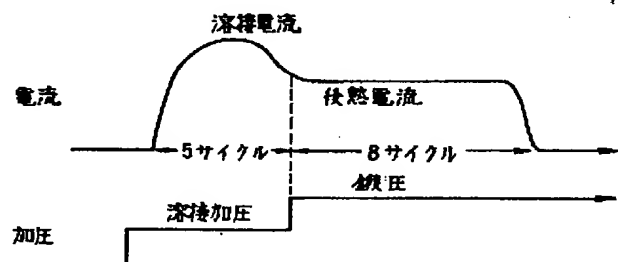 溶接電流
電流
後熱電流
5サイクル
8サイクル
鍛圧
溶接加圧
加圧